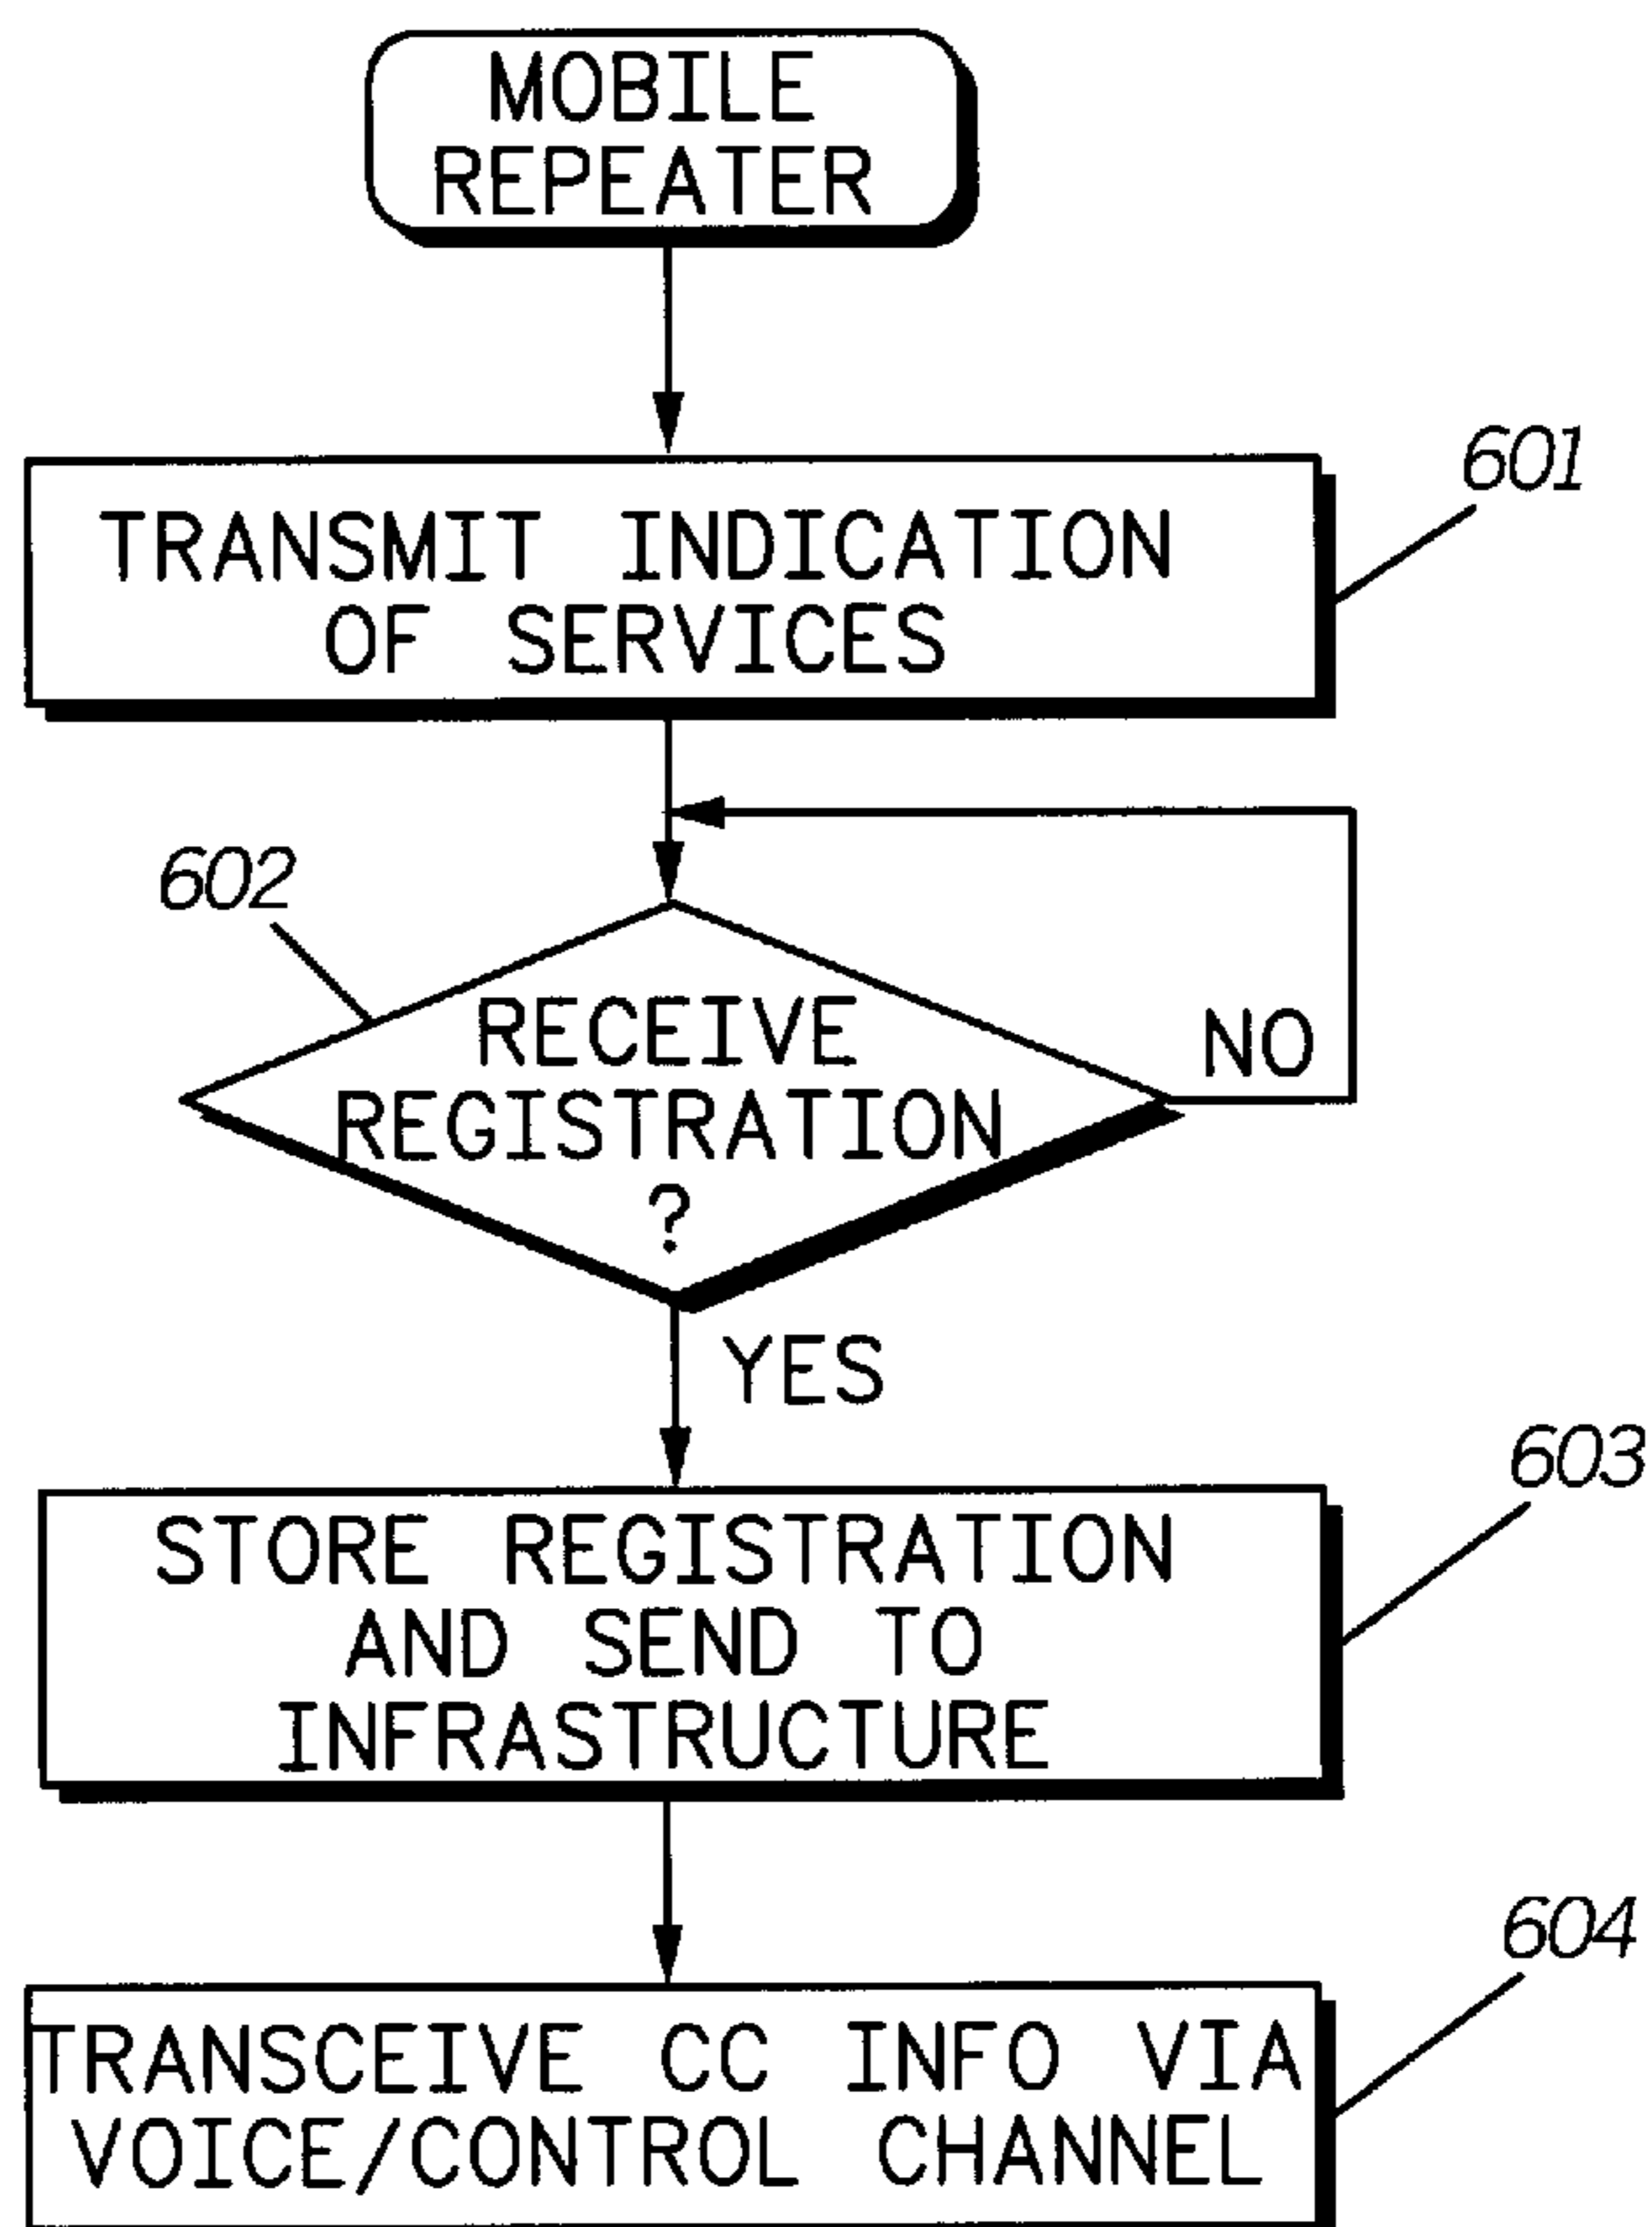 MOBILE
REPEATER
601
TRANSMIT INDICATION
OF SERVICES
602
RECEIVE
REGISTRATION
?
NO
YES
603
STORE REGISTRATION
AND SEND TO
INFRASTRUCTURE
604
TRANSCEIVE CC INFO VIA
VOICE/CONTROL CHANNEL